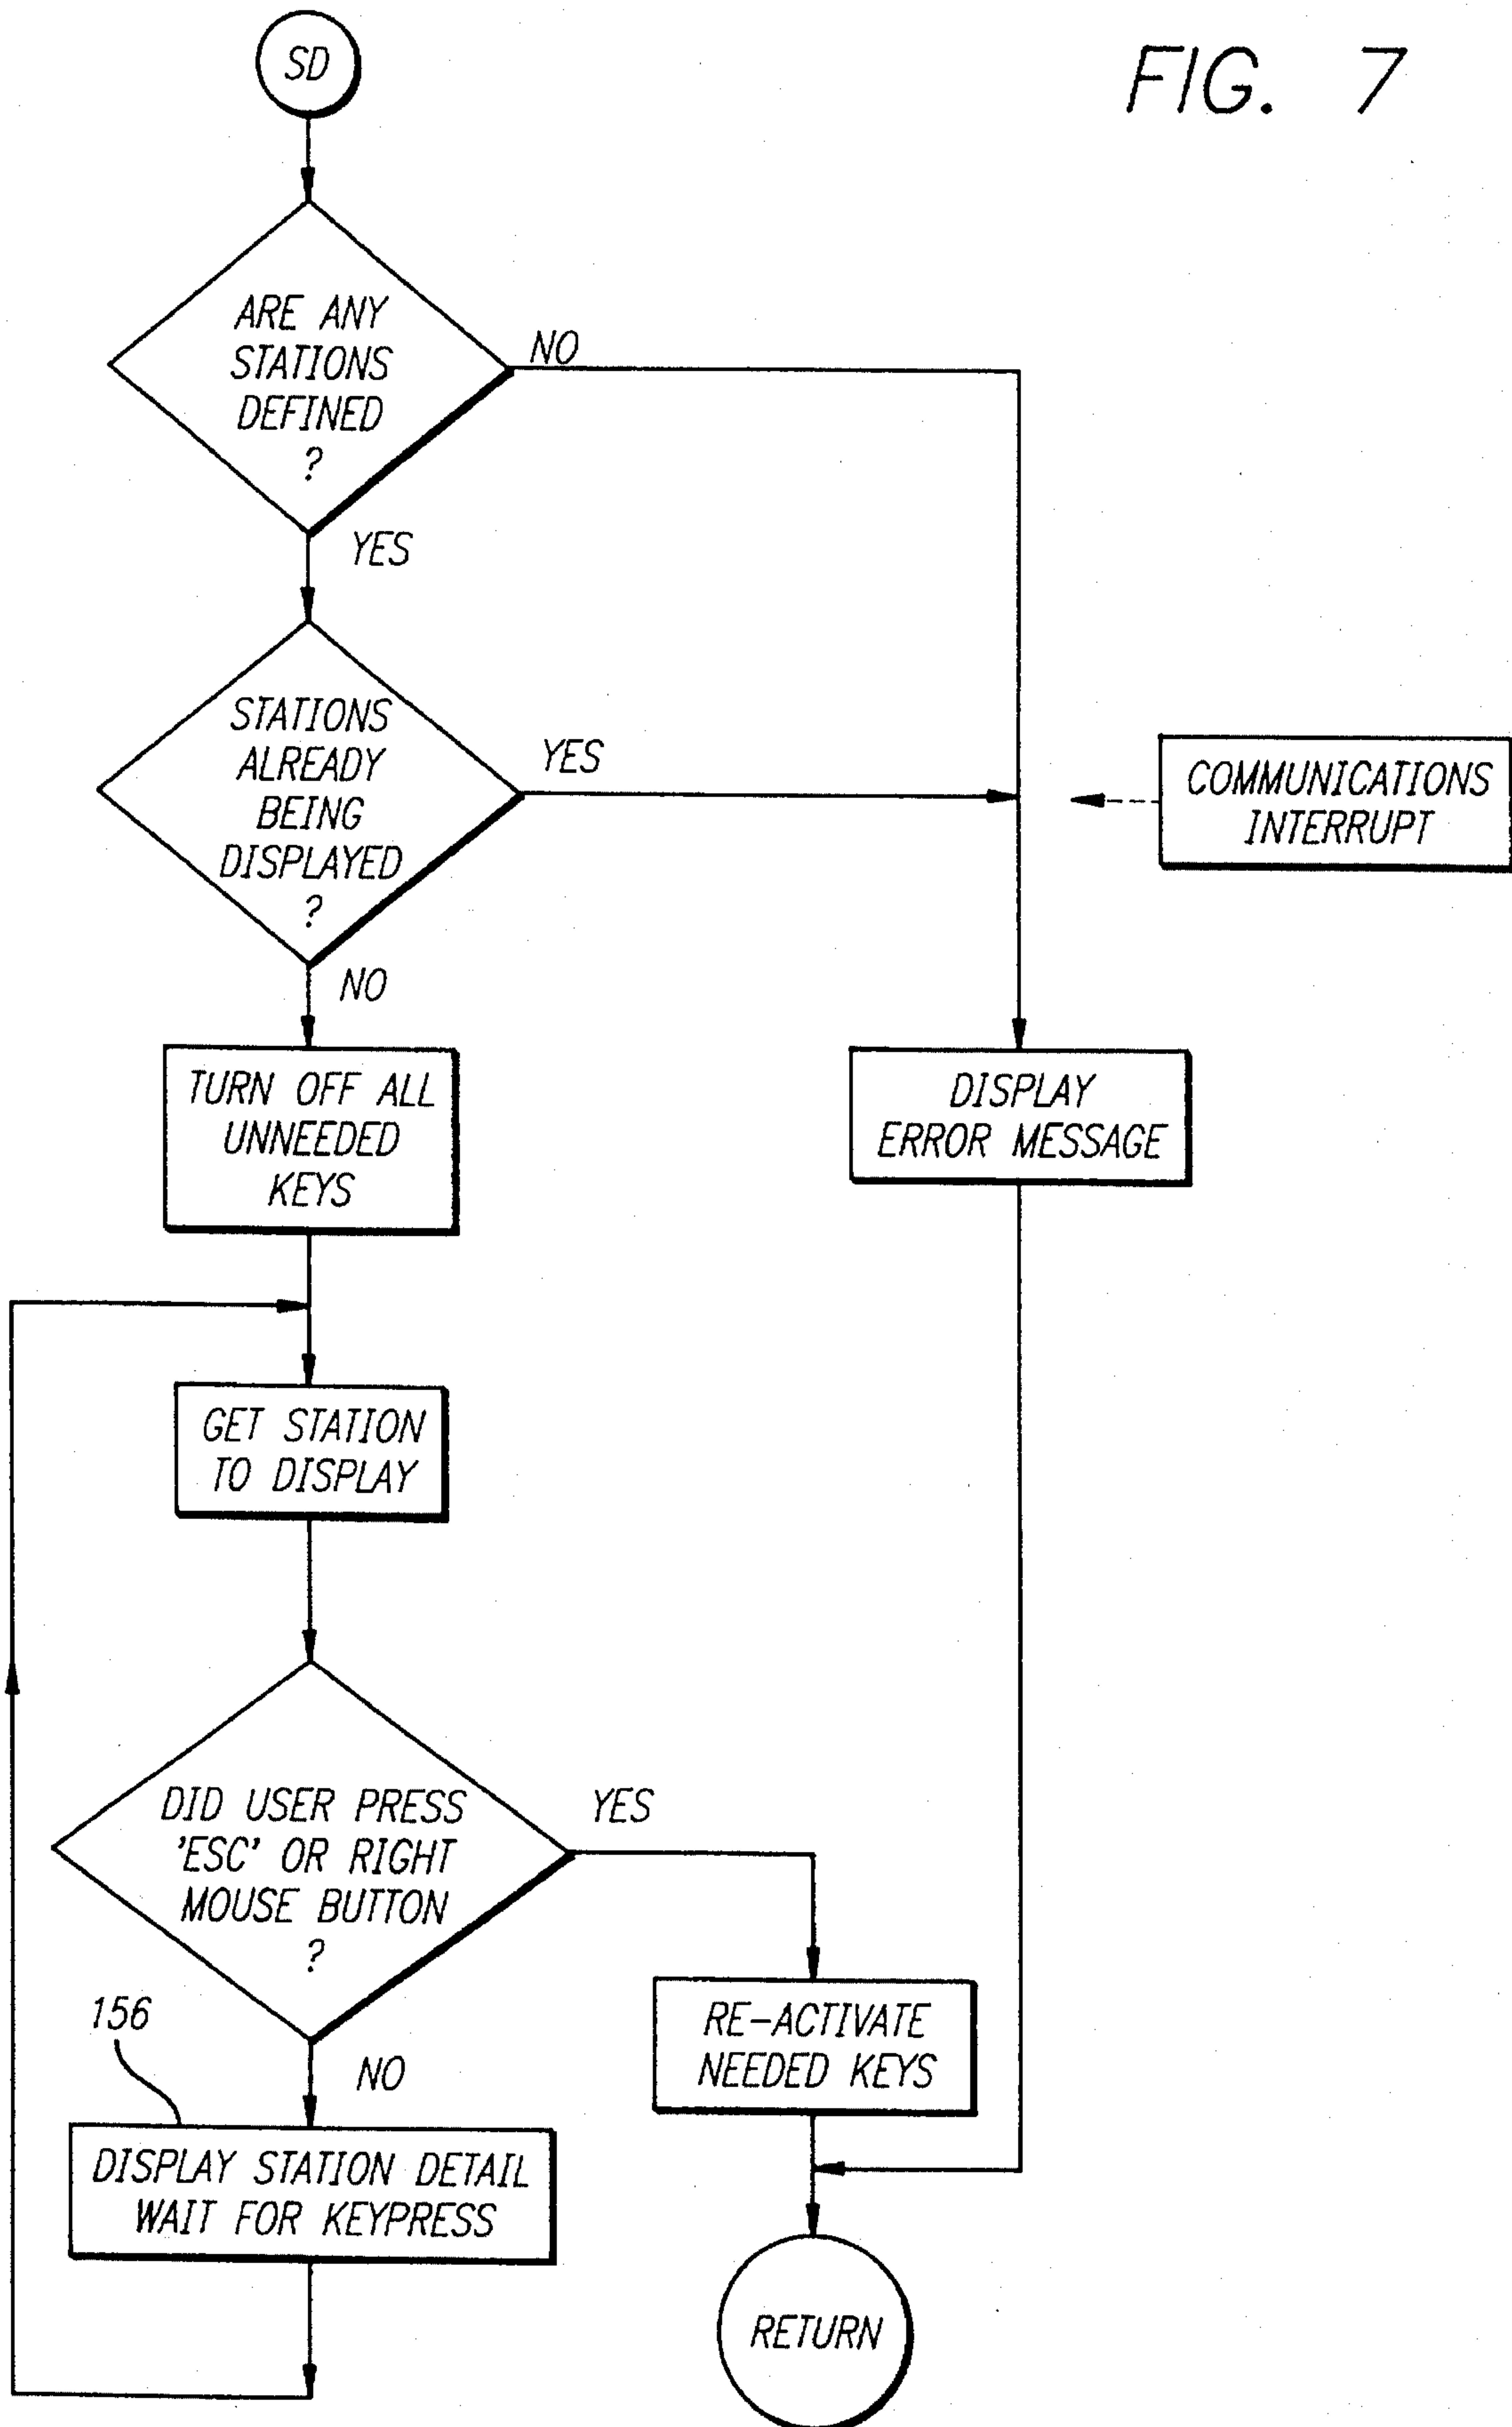 FIG. 7
SD
ARE ANY
STATIONS
DEFINED
?
NO
YES
STATIONS
ALREADY
BEING
DISPLAYED
?
YES
NO
COMMUNICATIONS
INTERRUPT
TURN OFF ALL
UNNEEDED
KEYS
DISPLAY
ERROR MESSAGE
GET STATION
TO DISPLAY
DID USER PRESS
'ESC' OR RIGHT
MOUSE BUTTON
?
YES
NO
156
RE-ACTIVATE
NEEDED KEYS
DISPLAY STATION DETAIL
WAIT FOR KEYPRESS
RETURN